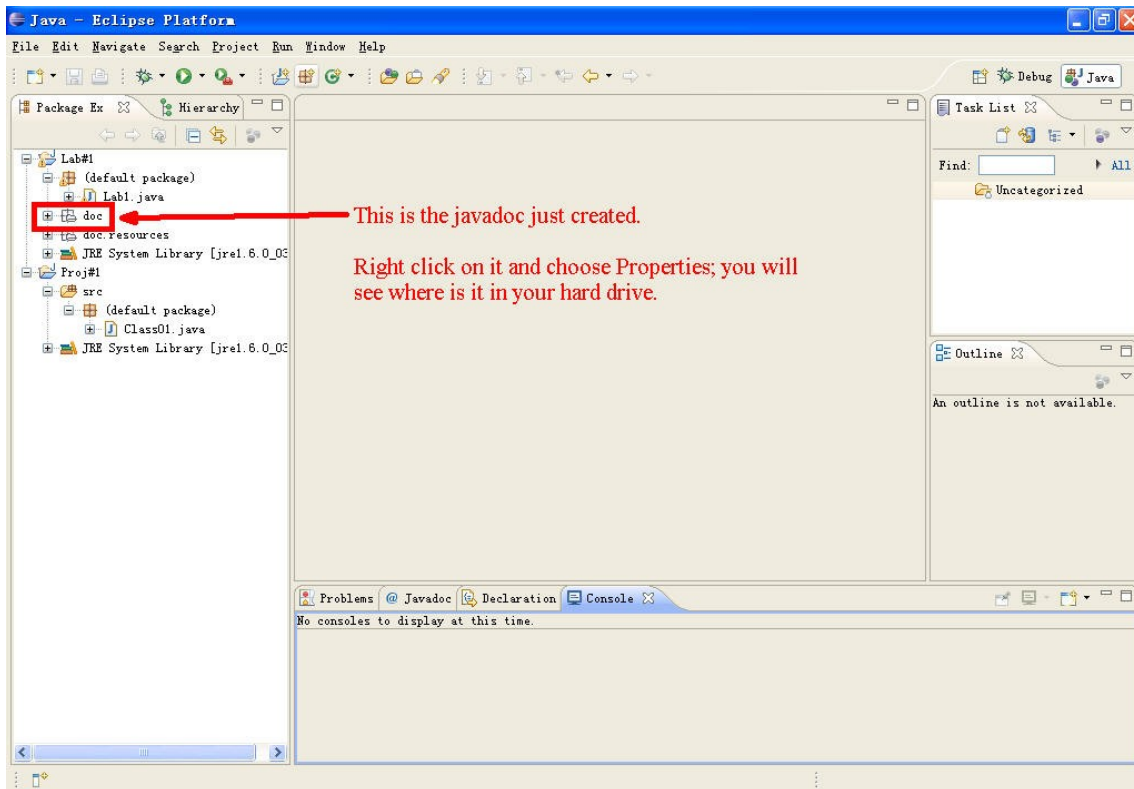 Java - Eclipse Platform
File Edit Navigate Search Project Run Window Help
Debug Java
Package Ex Hierarchy
Task List
Find: All
Uncategorized
Lab#1
(default package)
Lab1.java
doc
doc.resources
JRE System Library [jre1.6.0_03
Proj#1
src
(default package)
Class01.java
JRE System Library [jre1.6.0_03
This is the javadoc just created.
Right click on it and choose Properties; you will
see where is it in your hard drive.
Outline
An outline is not available.
Problems @ Javadoc Declaration Console
No consoles to display at this time.